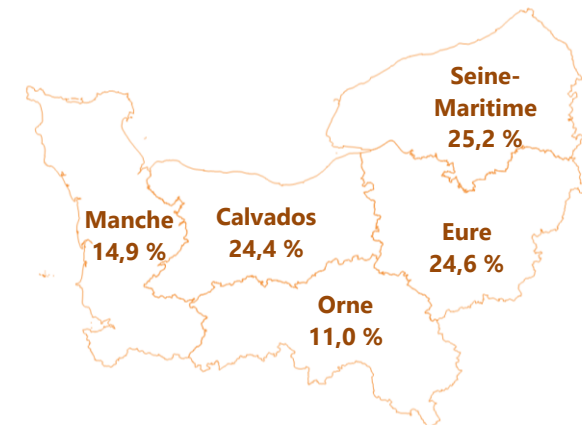 Seine-
Maritime
25,2 %
Manche
14,9 %
Calvados
24,4 %
Eure
24,6 %
Orne
11,0 %